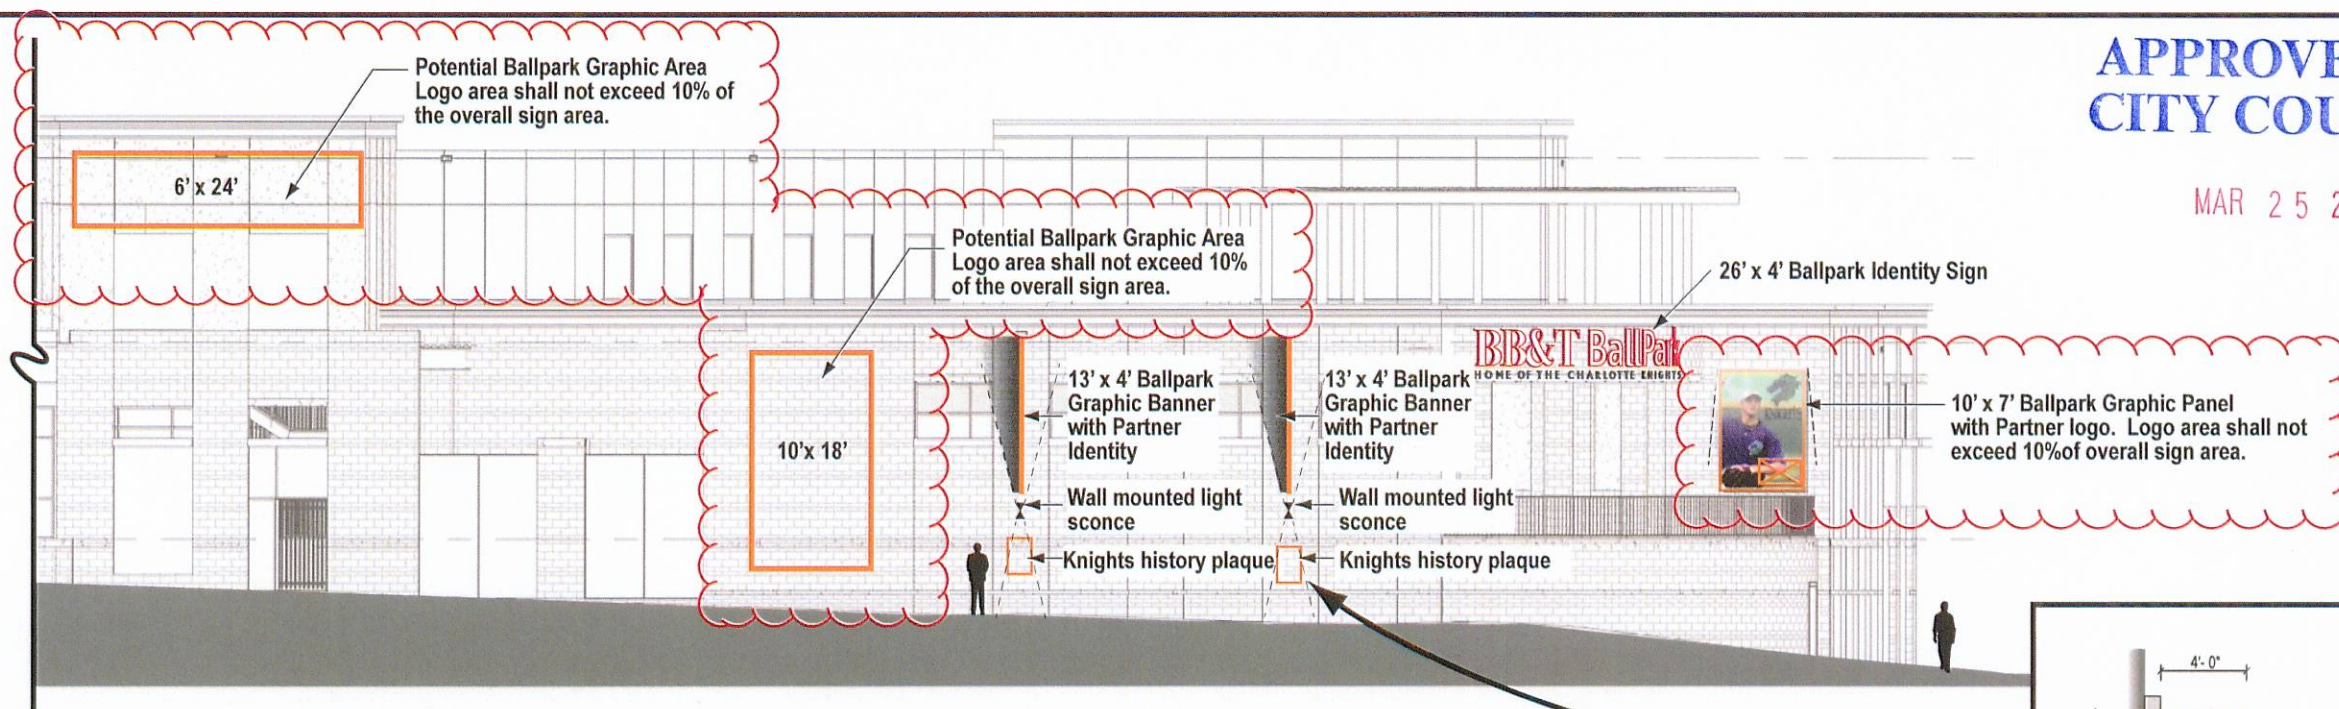 APPROVE
CITY COU
MAR 25 2
Potential Ballpark Graphic Area
Logo area shall not exceed 10% of
the overall sign area.
6' x 24'
Potential Ballpark Graphic Area
Logo area shall not exceed 10%
of the overall sign area.
26' x 4' Ballpark Identity Sign
BB&T BallPark
HOME OF THE CHARLOTTE KNIGHTS
10'x 18'
13' x 4' Ballpark
Graphic Banner
with Partner
Identity
13' x 4' Ballpark
Graphic Banner
with Partner
Identity
KNIGHTS
10' x 7' Ballpark Graphic Panel
with Partner logo. Logo area shall not
exceed 10%of overall sign area.
Wall mounted light
sconce
Wall mounted light
sconce
Knights history plaque
Knights history plaque
4'- 0"